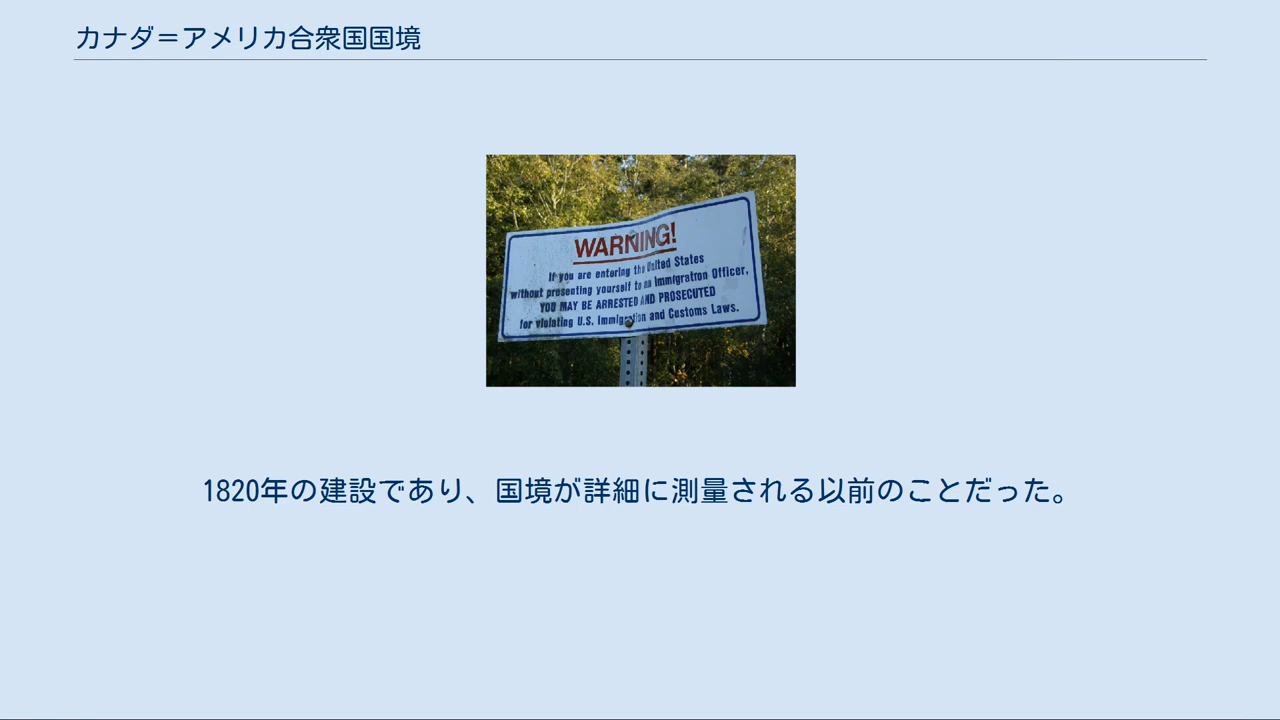 カナダ＝アメリカ合衆国国境
WARNING!
If you are entering the United States
without presenting yourself to an Immigration Officer,
YOU MAY BE ARRESTED AND PROSECUTED
for violating U.S. Immigration and Customs Laws.
1820年の建設であり、国境が詳細に測量される以前のことだった。